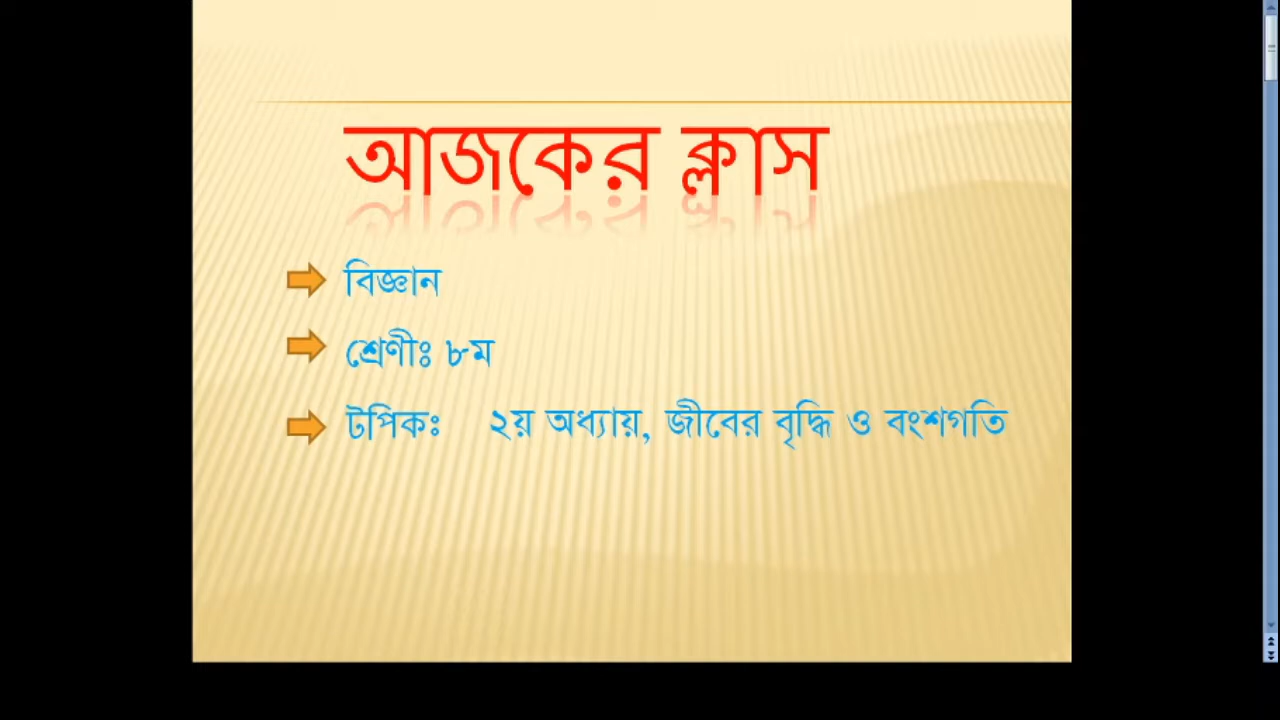 আজকের ক্লাস
বিজ্ঞান
শ্রেণীঃ ৮ম
টপিকঃ ২য় অধ্যায়, জীবের বৃদ্ধি ও বংশগতি